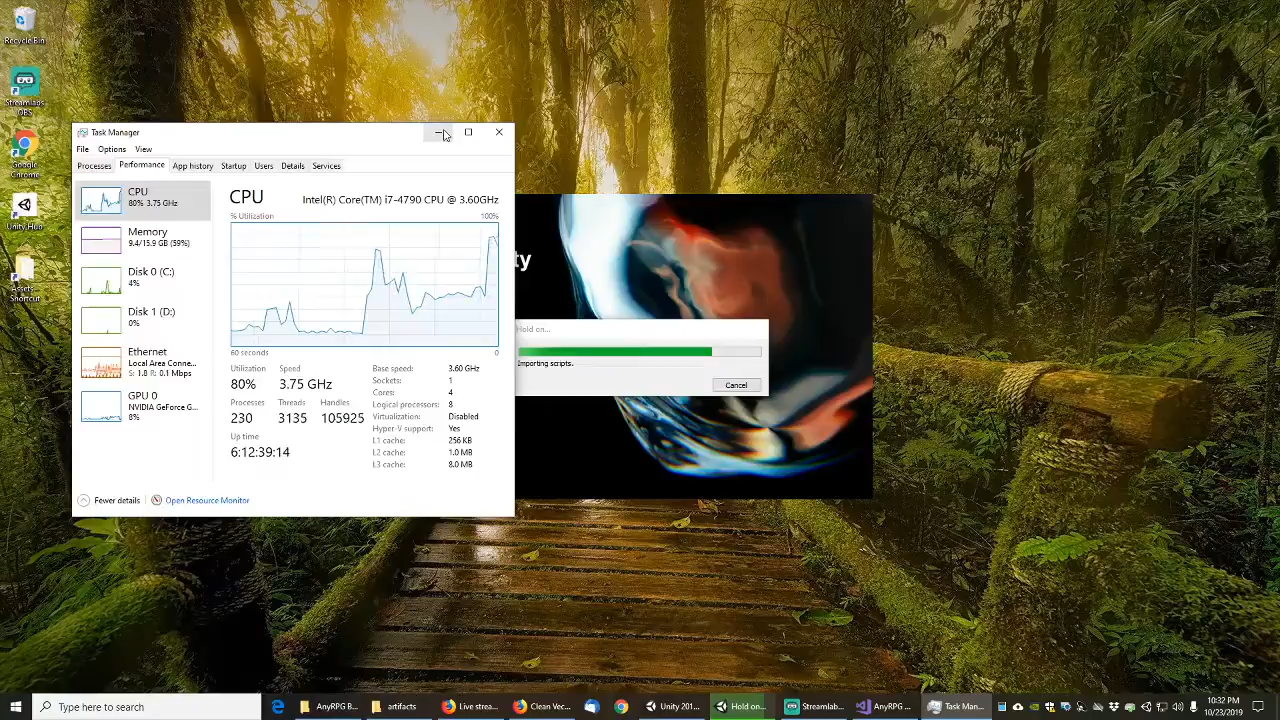 Recycle Bin
Streamlabs
OBS
Google
Chrome
Unity Hub
Assets -
Shortcut
Task Manager
File Options View
Processes Performance App history Startup Users Details Services
CPU
80% 3.75 GHz
Memory
9.4/15.9 GB (59%)
Disk 0 (C:)
4%
Disk 1 (D:)
0%
Ethernet
Local Area Conne...
S: 1.8 R: 0.1 Mbps
GPU 0
NVIDIA GeForce G...
8%
CPU Intel(R) Core(TM) i7-4790 CPU @ 3.60GHz
% Utilization 100%
60 seconds 0
Utilization Speed
80% 3.75 GHz
Processes Threads Handles
230 3135 105925
Up time
6:12:39:14
Base speed: 3.60 GHz
Sockets: 1
Cores: 4
Logical processors: 8
Virtualization: Disabled
Hyper-V support: Yes
L1 cache: 256 KB
L2 cache: 1.0 MB
L3 cache: 8.0 MB
Fewer details Open Resource Monitor
ty
Hold on...
Importing scripts.
Cancel
Type here to search
AnyRPG B...
artifacts
Live strea...
Clean Vec...
Unity 201...
Hold on...
Streamlab...
AnyRPG -...
Task Man...
10:32 PM
10/23/2019